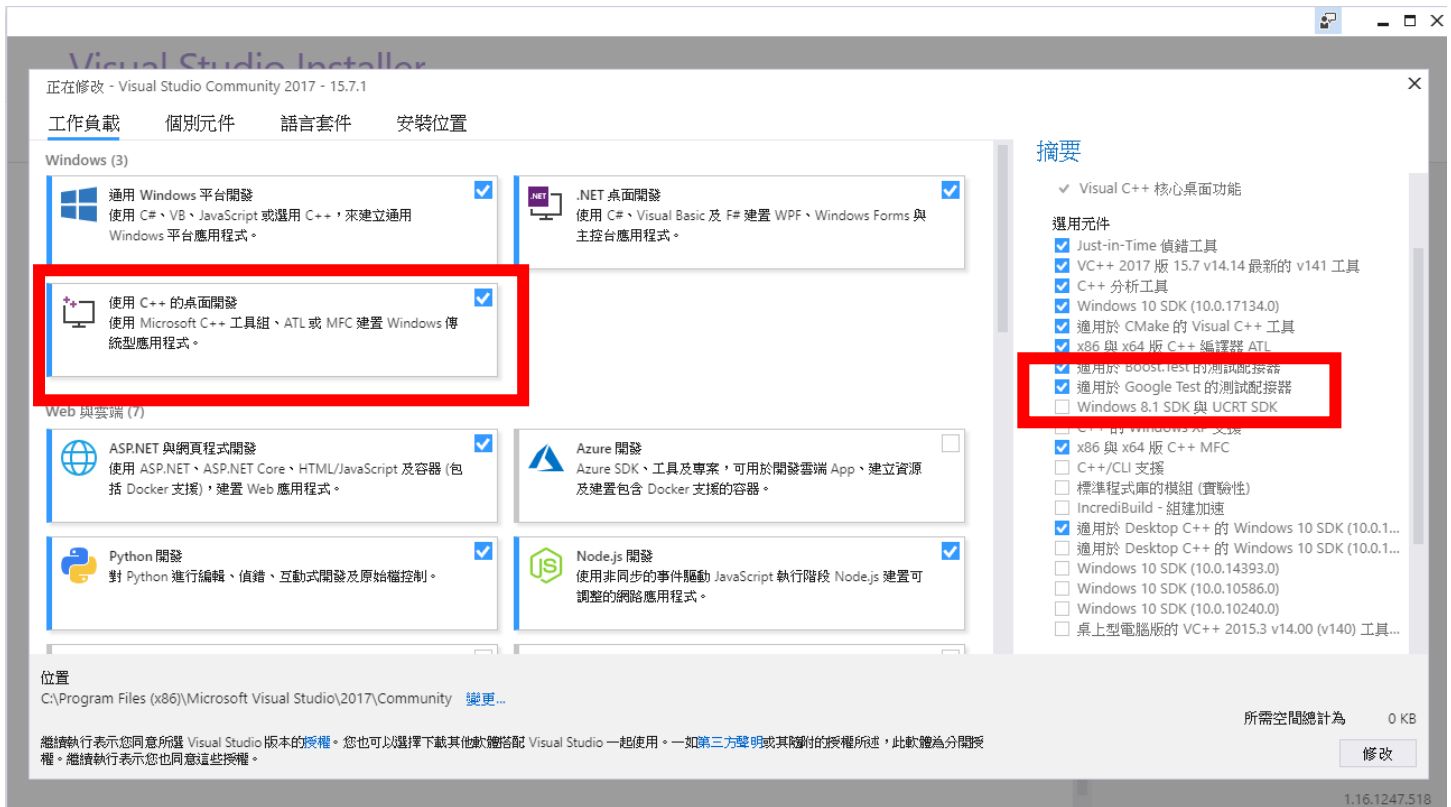 Visual Studio Installer
正在修改 - Visual Studio Community 2017 - 15.7.1
工作負載 個別元件 語言套件 安裝位置
Windows (3)
通用 Windows 平台開發
使用 C#、VB、JavaScript 或選用 C++，來建立通用
Windows 平台應用程式。
.NET
.NET 桌面開發
使用 C#、Visual Basic 及 F# 建置 WPF、Windows Forms 與
主控台應用程式。
使用 C++ 的桌面開發
使用 Microsoft C++ 工具組、ATL 或 MFC 建置 Windows 傳
統型應用程式。
Web 與雲端 (7)
ASP.NET 與網頁程式開發
使用 ASP.NET、ASP.NET Core、HTML/JavaScript 及容器 (包
括 Docker 支援)，建置 Web 應用程式。
Azure 開發
Azure SDK、工具及專案，可用於開發雲端 App、建立資源
及建置包含 Docker 支援的容器。
Python 開發
對 Python 進行編輯、偵錯、互動式開發及原始檔控制。
JS
Node.js 開發
使用非同步的事件驅動 JavaScript 執行階段 Node.js 建置可
調整的網路應用程式。
摘要
Visual C++ 核心桌面功能
選用元件
Just-in-Time 偵錯工具
VC++ 2017 版 15.7 v14.14 最新的 v141 工具
C++ 分析工具
Windows 10 SDK (10.0.17134.0)
適用於 CMake 的 Visual C++ 工具
x86 與 x64 版 C++ 編譯器 ATL
適用於 Boost.Test 的測試配接器
適用於 Google Test 的測試配接器
Windows 8.1 SDK 與 UCRT SDK
C++ 的 Windows XP 支援
x86 與 x64 版 C++ MFC
C++/CLI 支援
標準程式庫的模組 (實驗性)
IncrediBuild - 組建加速
適用於 Desktop C++ 的 Windows 10 SDK (10.0.1...
適用於 Desktop C++ 的 Windows 10 SDK (10.0.1...
Windows 10 SDK (10.0.14393.0)
Windows 10 SDK (10.0.10586.0)
Windows 10 SDK (10.0.10240.0)
桌上型電腦版的 VC++ 2015.3 v14.00 (v140) 工具...
位置
C:\Program Files (x86)\Microsoft Visual Studio\2017\Community 變更...
所需空間總計為 0 KB
繼續執行表示您同意所選 Visual Studio 版本的授權。您也可以選擇下載其他軟體搭配 Visual Studio 一起使用。一如第三方聲明或其隨附的授權所述，此軟體為分開授
權。繼續執行表示您也同意這些授權。
修改
1.16.1247.518